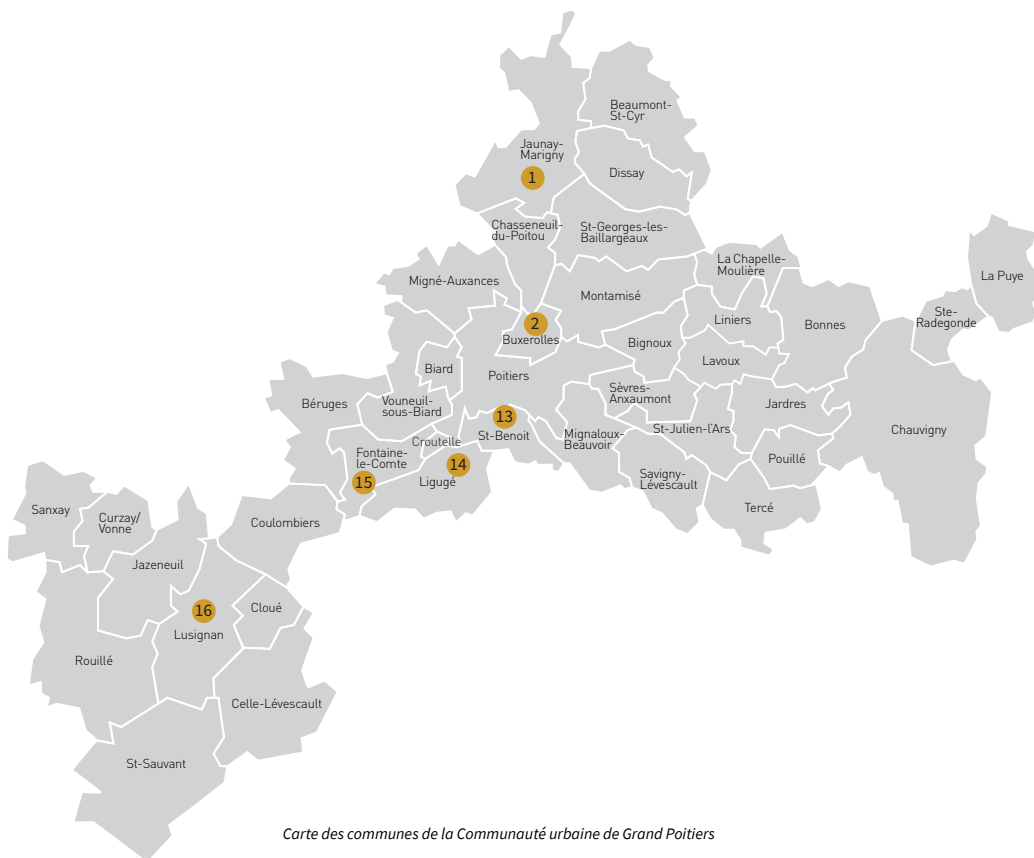 Beaumont-
St-Cyr
Jaunay-
Marigny
1
Dissay
Chasseneuil-
du-Poitou
St-Georges-les-
Baillargeaux
La Chapelle-
Moulière
La Puye
Migné-Auxances
Montamisé
Ste-
Radegonde
Liniers
Bonnes
2
Buxerolles
Bignoux
Lavoux
Biard
Poitiers
Sèvres-
Anxaumont
Béruges
Vouneuil-
sous-Biard
Jardres
13
St-Benoit
Mignaloux-
Beauvoir
St-Julien-l'Ars
Chauvigny
Croutelle
Fontaine-
le-Comte
14
Ligugé
15
Pouillé
Savigny-
Lévescault
Tercé
Sanxay
Curzay/
Vonne
Coulombiers
Jazeneuil
16
Lusignan
Cloué
Rouillé
Celle-Lévescault
St-Sauvant
Carte des communes de la Communauté urbaine de Grand Poitiers